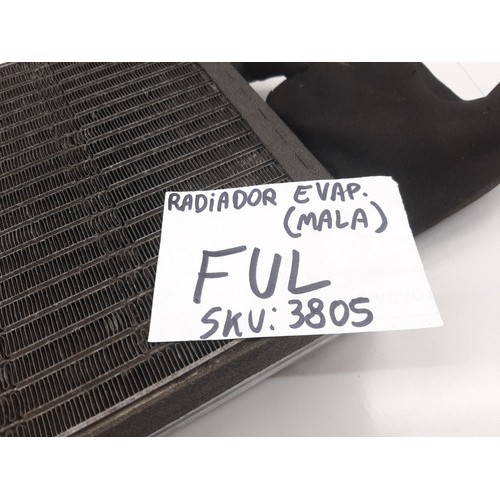 RADiADOR EVAP.
(MALA)
FUL
SKU: 3805